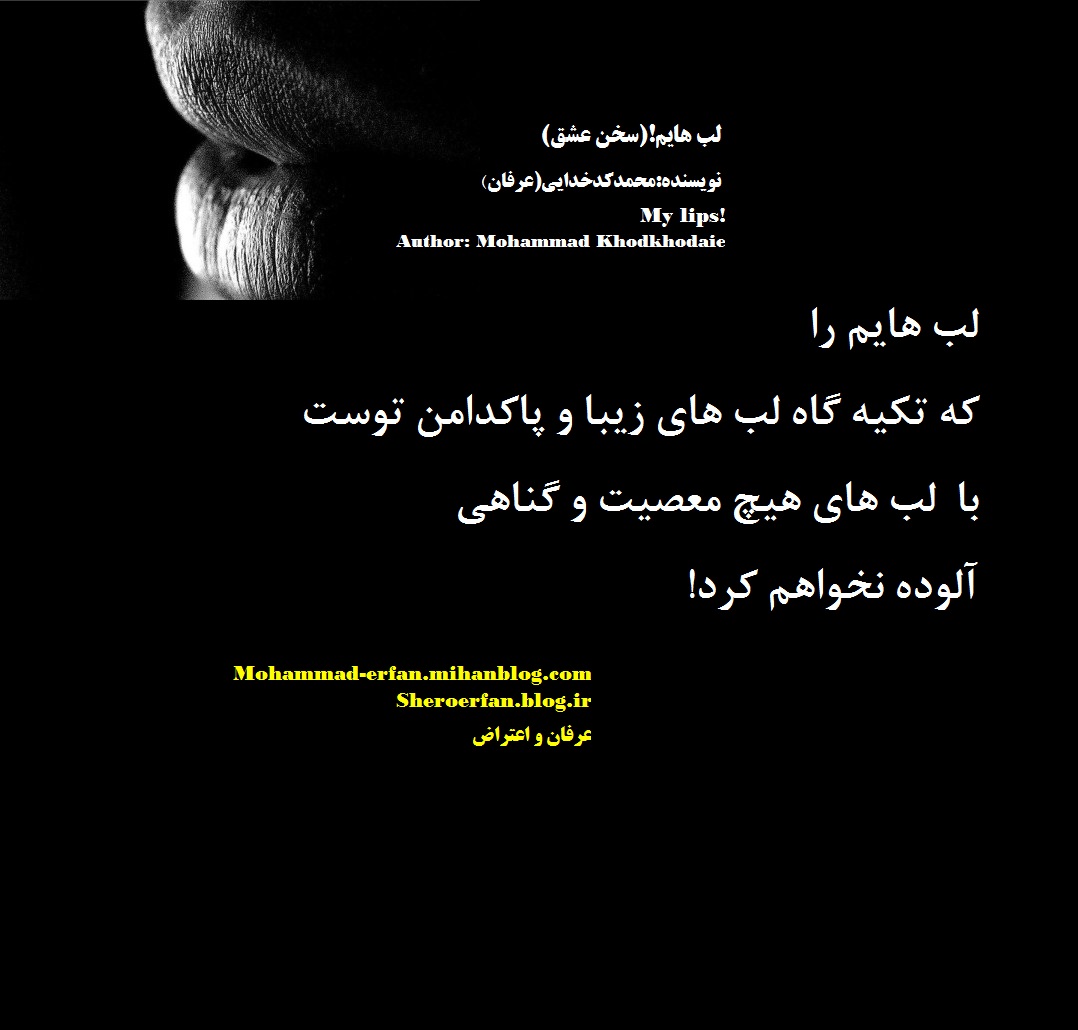 لب هایم!(سخن عشق)
نویسنده:محمدکدخدایی(عرفان)
My lips!
Author: Mohammad Khodkhodaie
لب هایم را
که تکیه گاه لب های زیبا و پاکدامن توست
با لب های هیچ معصیت و گناهی
آلوده نخواهم کرد!
Mohammad-erfan.mihanblog.com
Sheroerfan.blog.ir
عرفان و اعتراض